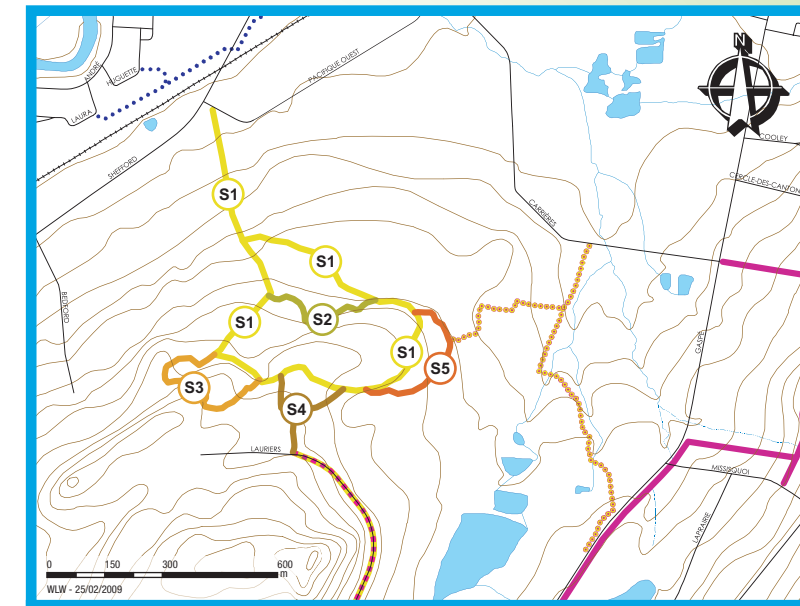 N
ANDRÉ
HUGUETTE
LAURA
PACIFIQUE OUEST
SHEFFORD
COOLEY
CERCLE-DES-CANTON
S1
CARRIÈRES
S1
BEDFORD
S1
S2
GASPÉ
S1
S5
S3
S4
LAURIERS
MISSISQUOI
LAPRAIRIE
0 150 300 600
m
WLW - 25/02/2009